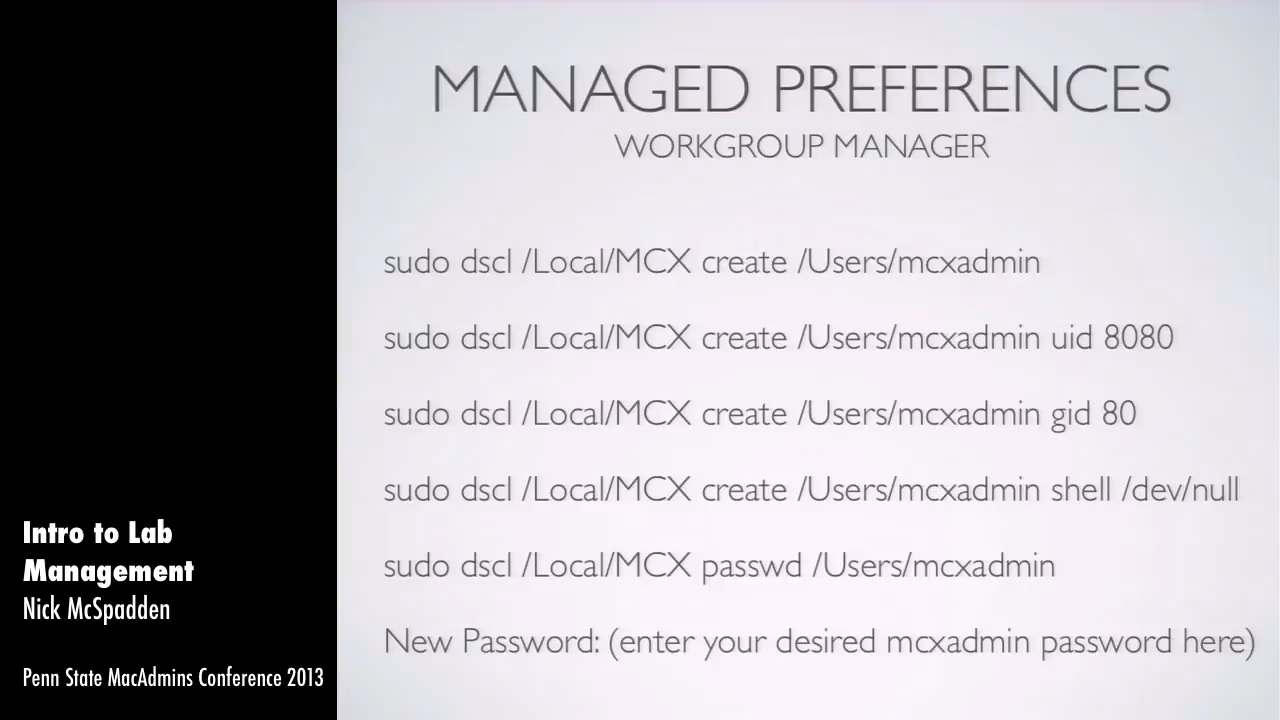 MANAGED PREFERENCES
WORKGROUP MANAGER
sudo dscl /Local/MCX create /Users/mcxadmin
sudo dscl /Local/MCX create /Users/mcxadmin uid 8080
sudo dscl /Local/MCX create /Users/mcxadmin gid 80
sudo dscl /Local/MCX create /Users/mcxadmin shell /dev/null
sudo dscl /Local/MCX passwd /Users/mcxadmin
New Password: (enter your desired mcxadmin password here)
Intro to Lab
Management
Nick McSpadden
Penn State MacAdmins Conference 2013